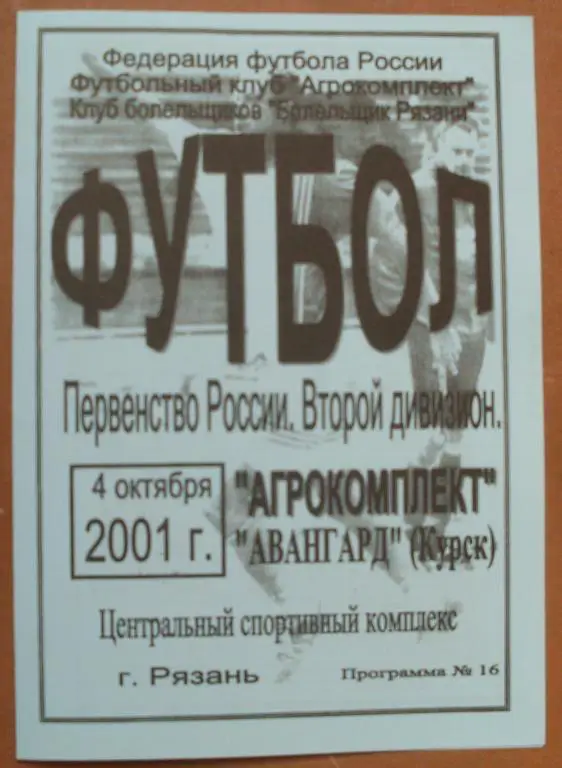 Федерация футбола России
Футбольный клуб "Агрокомплект"
Клуб болельщиков "Болельщик Рязани"
ФУТБОЛ
Первенство России. Второй дивизион.
4 октября
2001 г.
"АГРОКОМПЛЕКТ"
"АВАНГАРД" (Курск)
Центральный спортивный комплекс
г. Рязань
Программа № 16